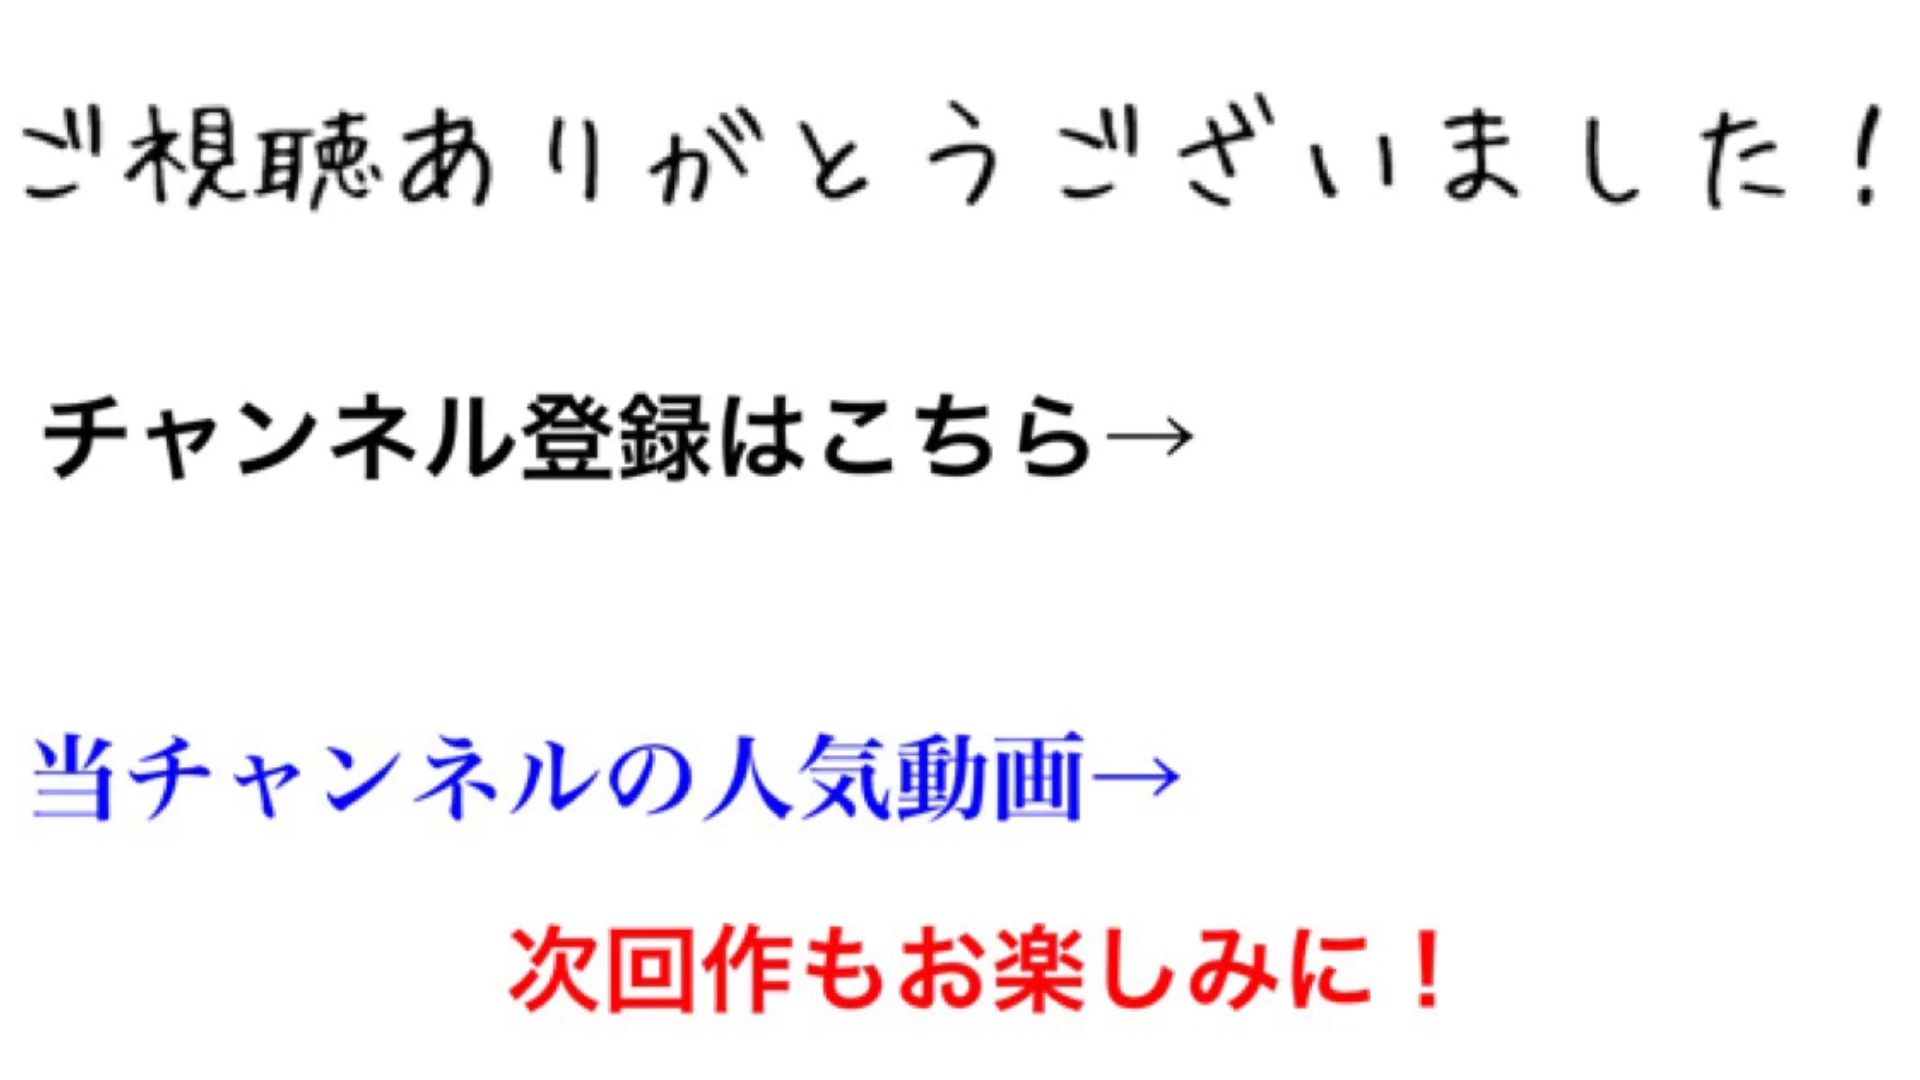 ご視聴ありがとうございました！
チャンネル登録はこちら→
当チャンネルの人気動画→
次回作もお楽しみに！